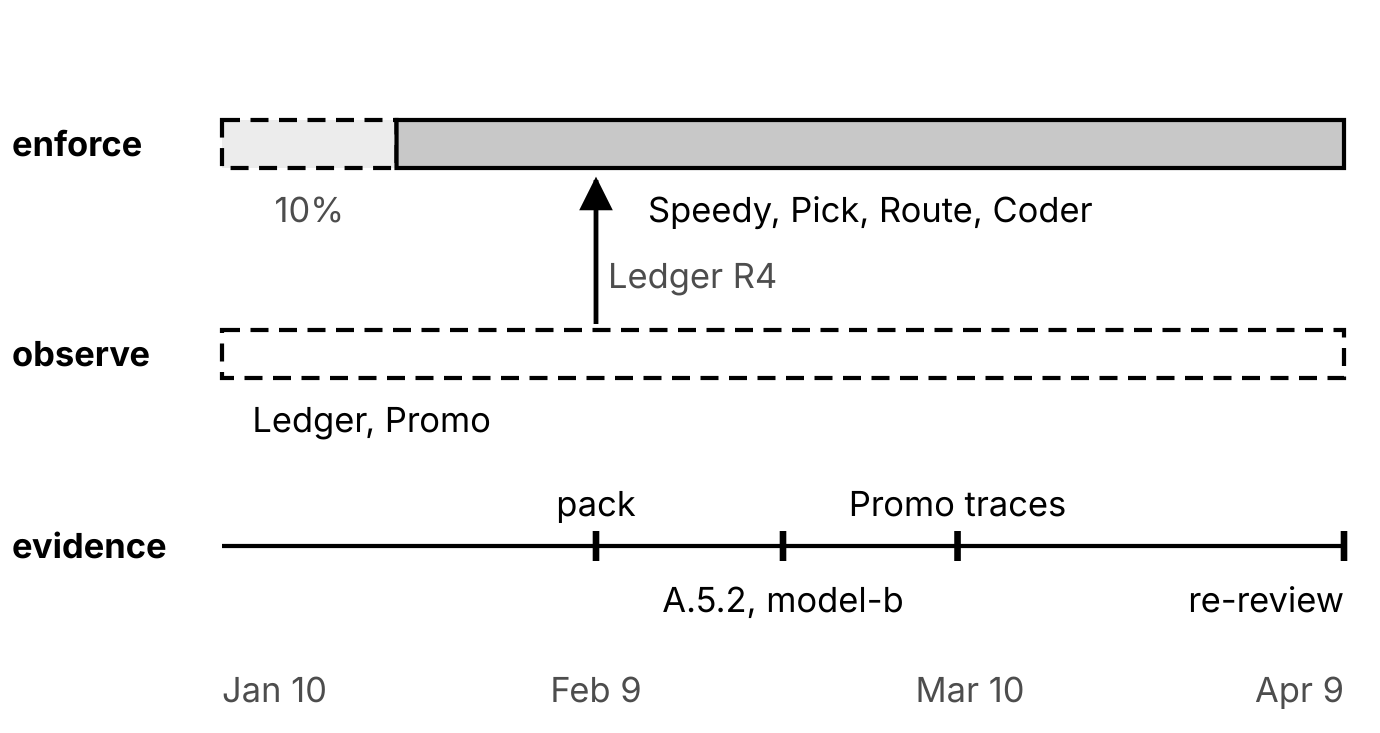 enforce
10%
Speedy, Pick, Route, Coder
Ledger R4
observe
Ledger, Promo
pack
Promo traces
evidence
A.5.2, model-b
re-review
Jan 10
Feb 9
Mar 10
Apr 9